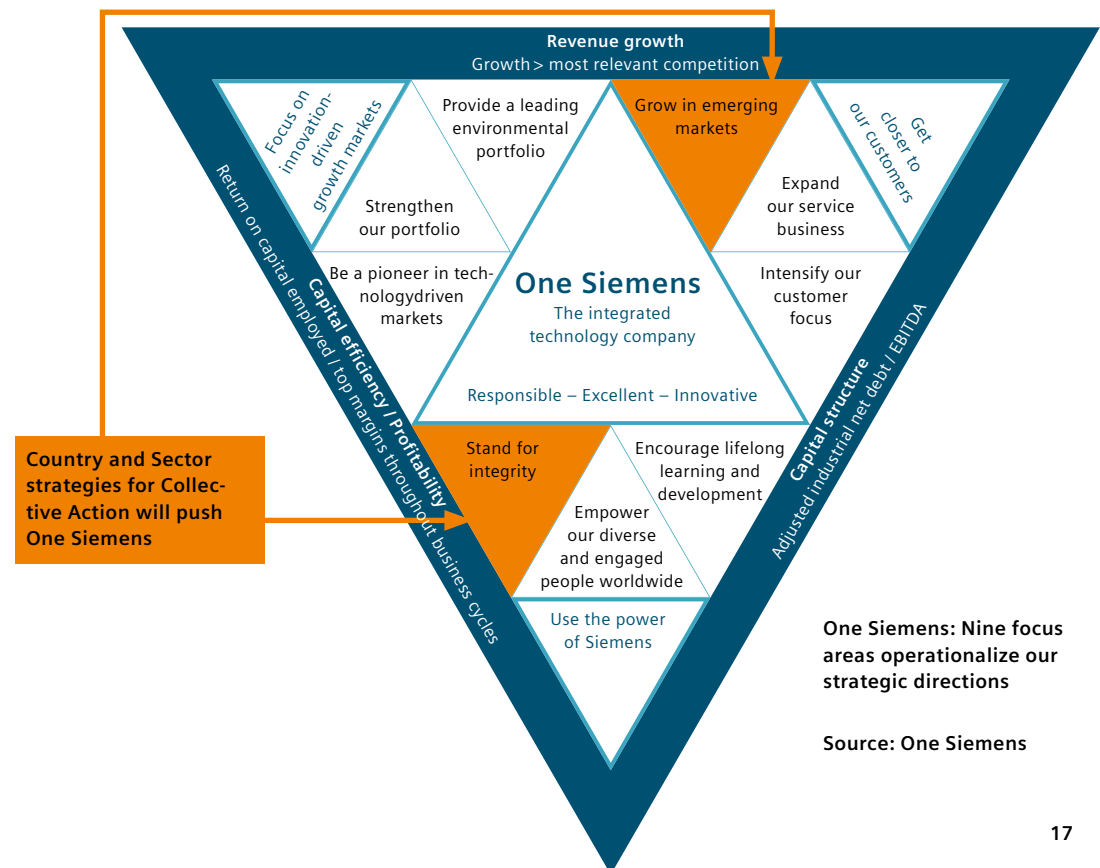 Revenue growth
Growth > most relevant competition
Focus on
innovation-
driven
growth markets
Provide a leading
environmental
portfolio
Grow in emerging
markets
Get
closer to
our customers
Strengthen
our portfolio
Expand
our service
business
Be a pioneer in tech-
nologydriven
markets
One Siemens
The integrated
technology company
Responsible – Excellent – Innovative
Intensify our
customer
focus
Capital efficiency / Profitability
Return on capital employed / top margins throughout business cycles
Capital structure
Adjusted industrial net debt / EBITDA
Country and Sector
strategies for Collec-
tive Action will push
One Siemens
Stand for
integrity
Encourage lifelong
learning and
development
Empower
our diverse
and engaged
people worldwide
Use the power
of Siemens
One Siemens: Nine focus
areas operationalize our
strategic directions
Source: One Siemens
17